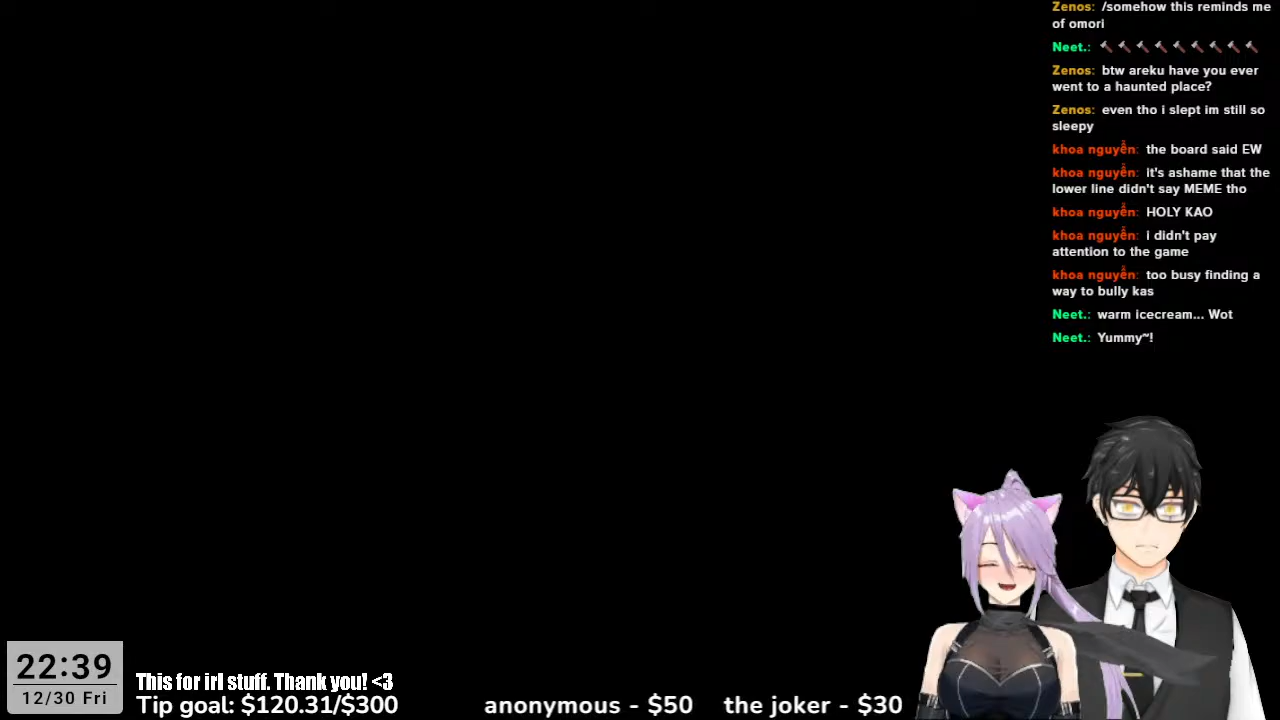 Zenos: /somehow this reminds me
of omori
Neet.: 🔨🔨🔨🔨🔨🔨🔨🔨🔨
Zenos: btw areku have you ever
went to a haunted place?
Zenos: even tho i slept im still so
sleepy
khoa nguyễn: the board said EW
khoa nguyễn: it's ashame that the
lower line didn't say MEME tho
khoa nguyễn: HOLY KAO
khoa nguyễn: i didn't pay
attention to the game
khoa nguyễn: too busy finding a
way to bully kas
Neet.: warm icecream... Wot
Neet.: Yummy~!
22:39
12/30 Fri
This for irl stuff. Thank you! <3
Tip goal: $120.31/$300
anonymous - $50 the joker - $30